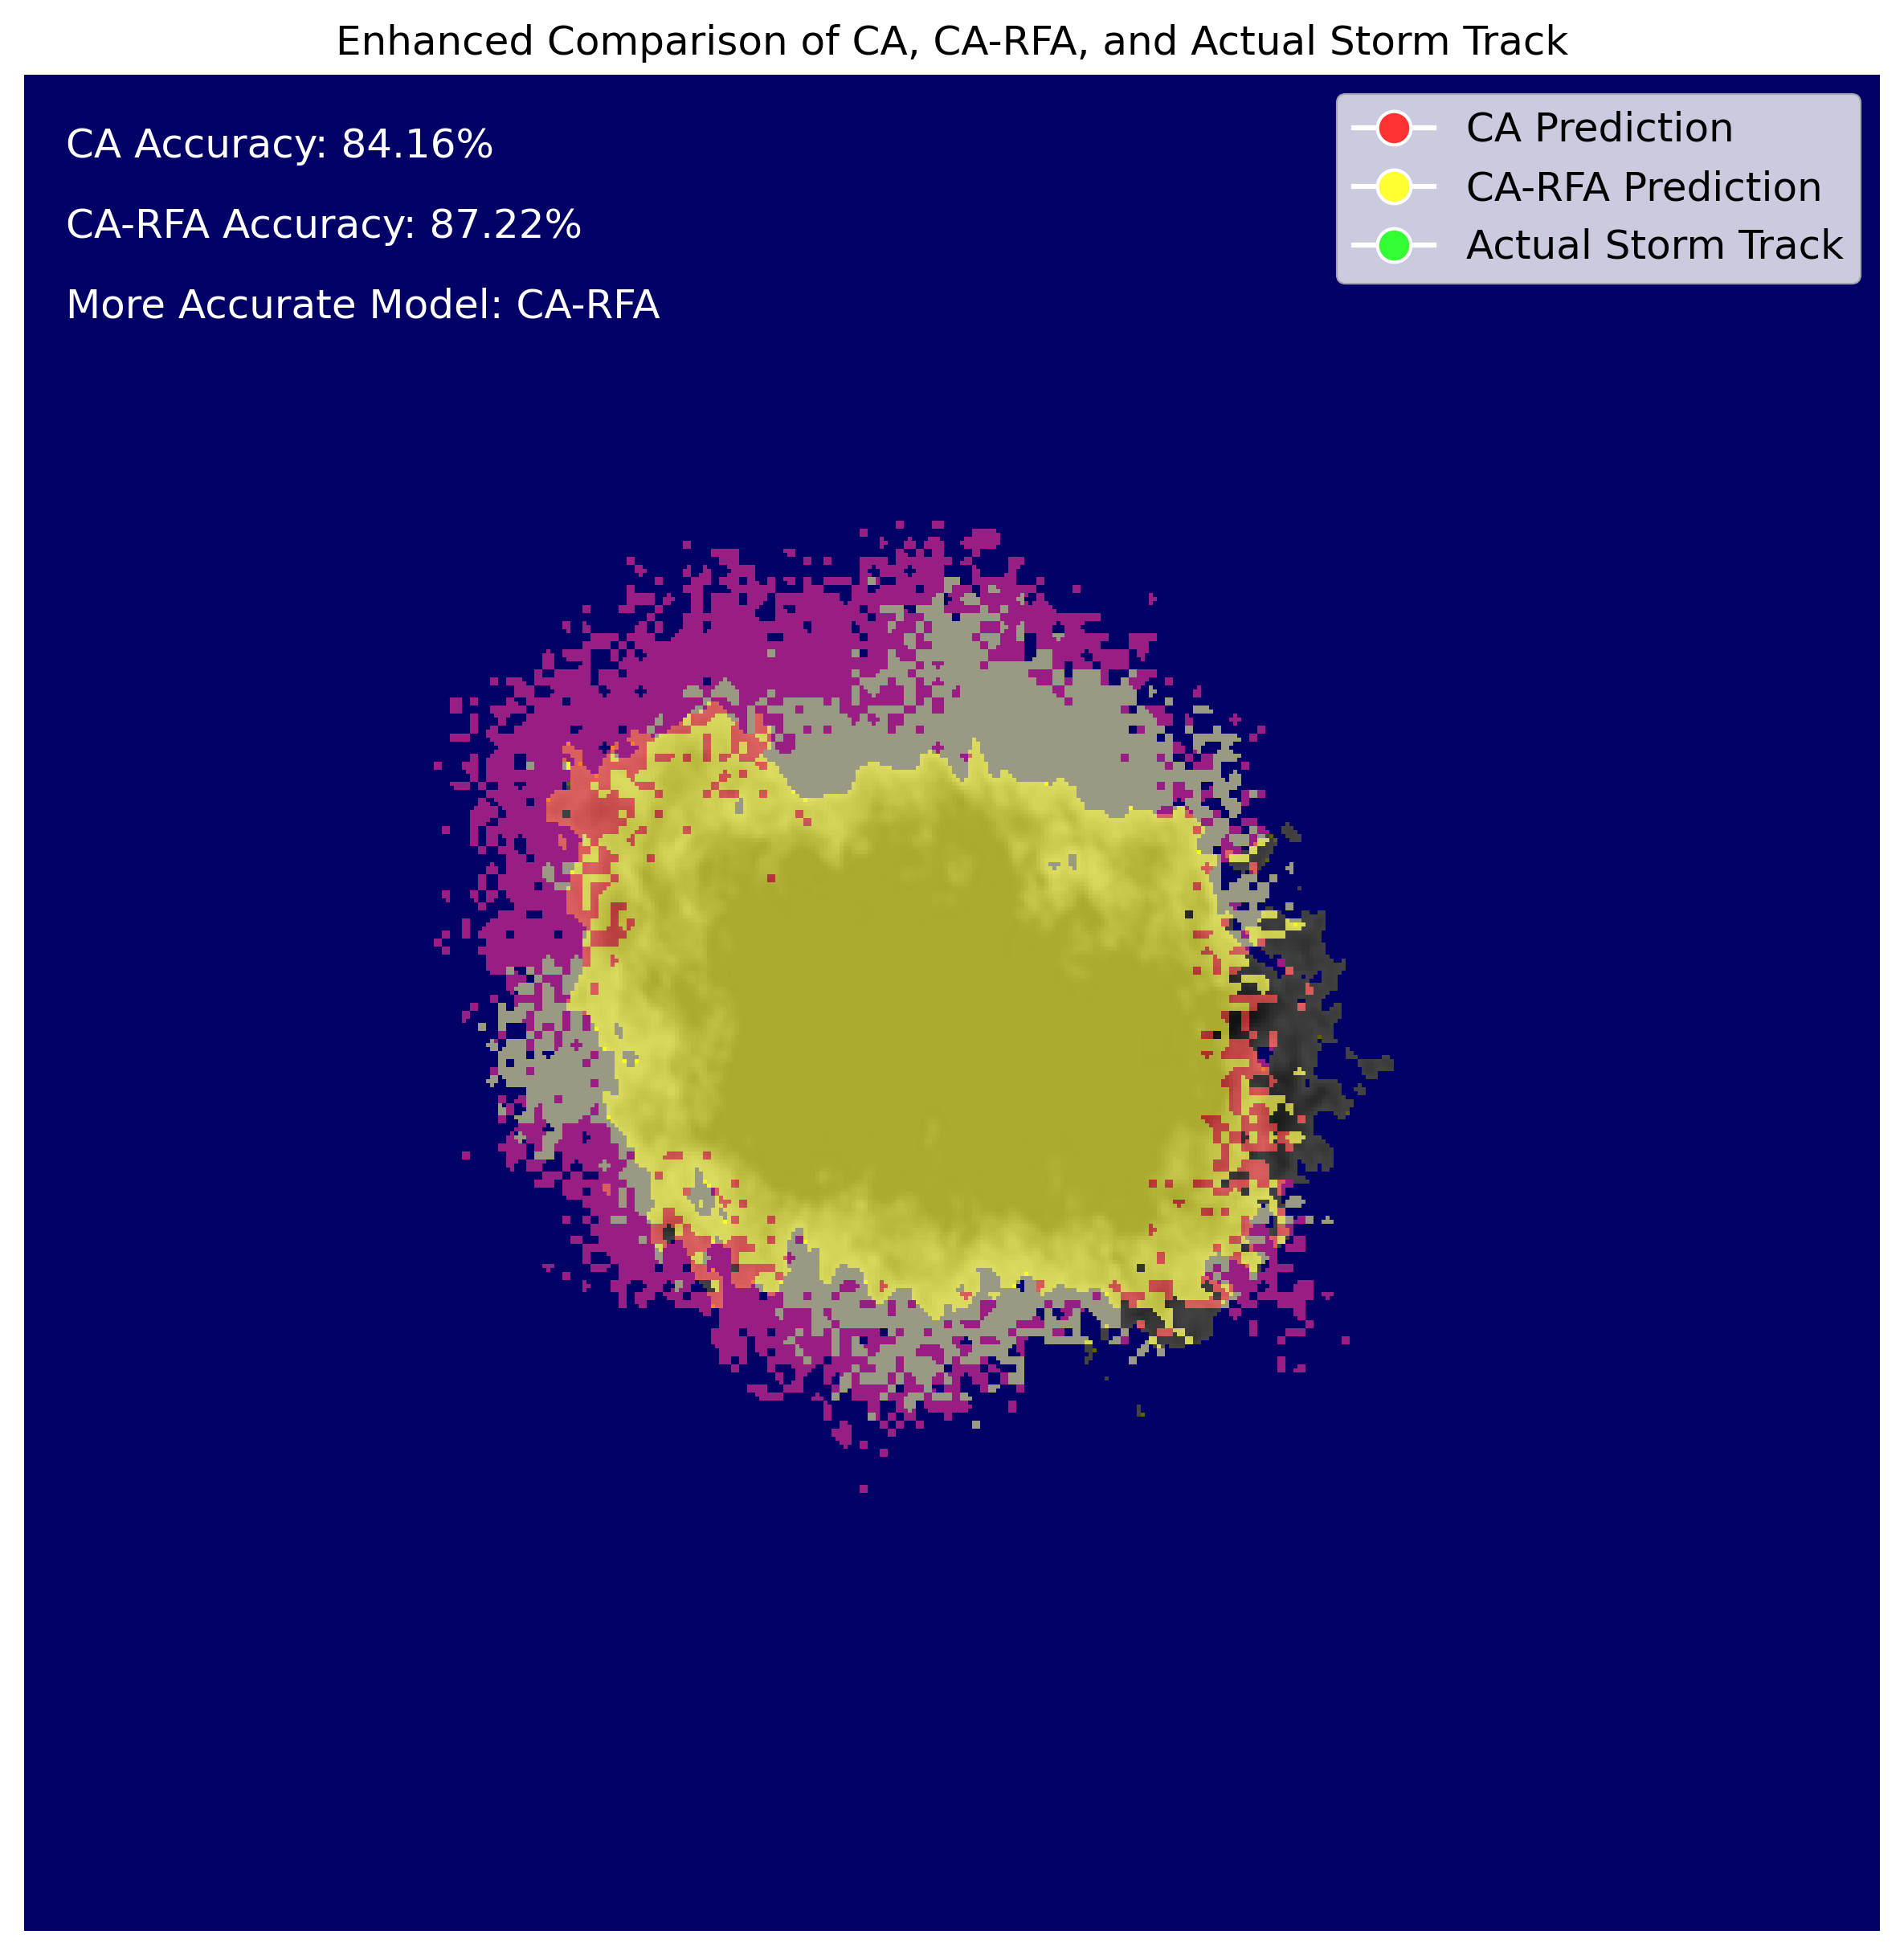 Enhanced Comparison of CA, CA-RFA, and Actual Storm Track
CA Accuracy: 84.16%
CA-RFA Accuracy: 87.22%
More Accurate Model: CA-RFA
CA Prediction
CA-RFA Prediction
Actual Storm Track